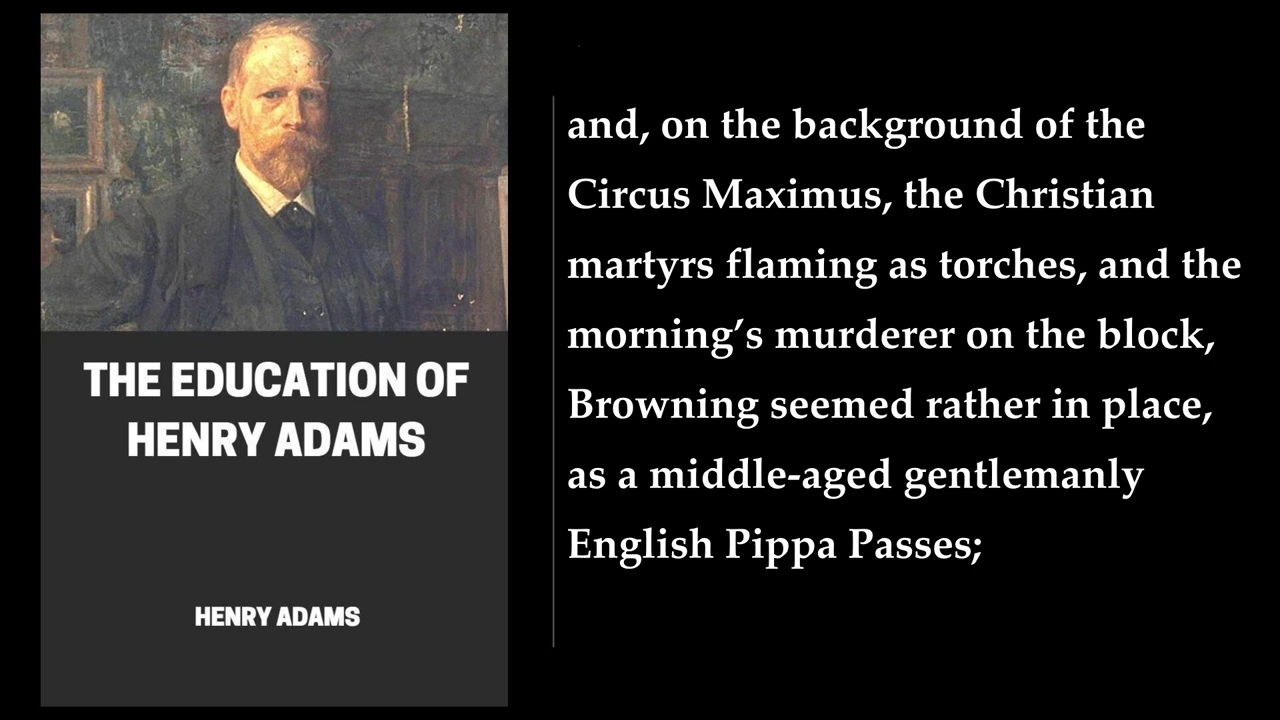 THE EDUCATION OF
HENRY ADAMS
HENRY ADAMS
and, on the background of the
Circus Maximus, the Christian
martyrs flaming as torches, and the
morning’s murderer on the block,
Browning seemed rather in place,
as a middle-aged gentlemanly
English Pippa Passes;